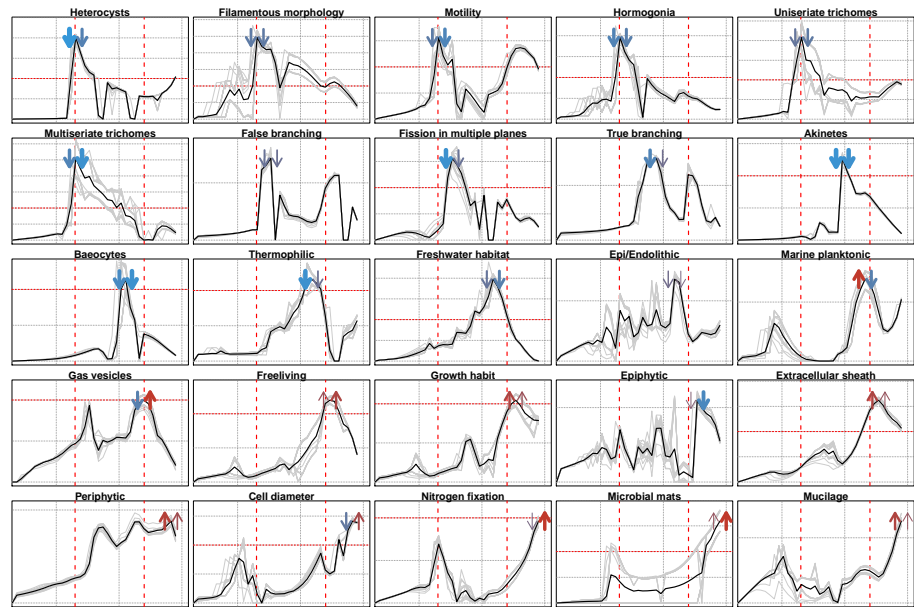 Heterocysts Filamentous morphology Motility Hormogonia Uniseriate trichomes
Multiseriate trichomes False branching Fission in multiple planes True branching Akinetes
Baeocytes Thermophilic Freshwater habitat Epi/Endolithic Marine planktonic
Gas vesicles Freeliving Growth habit Epiphytic Extracellular sheath
Periphytic Cell diameter Nitrogen fixation Microbial mats Mucilage